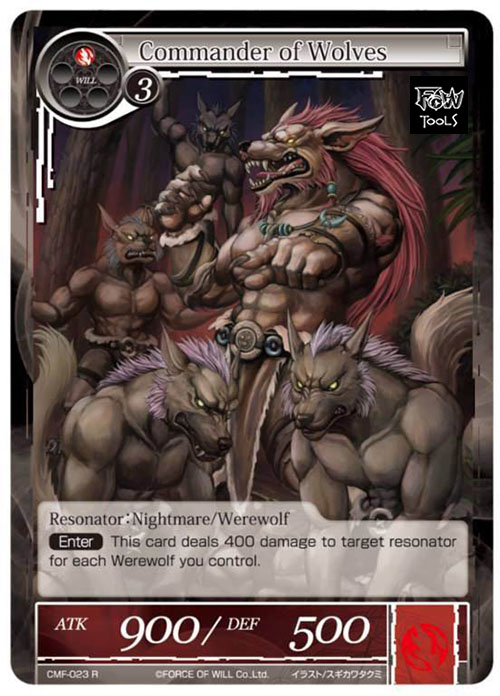 Commander of Wolves
WILL
3
FOW
TOOLS
Resonator：Nightmare/Werewolf
Enter This card deals 400 damage to target resonator
for each Werewolf you control.
ATK 900/ DEF 500
CMF-023 R ©FORCE OF WILL Co.,Ltd. イラスト/スギカワタクミ